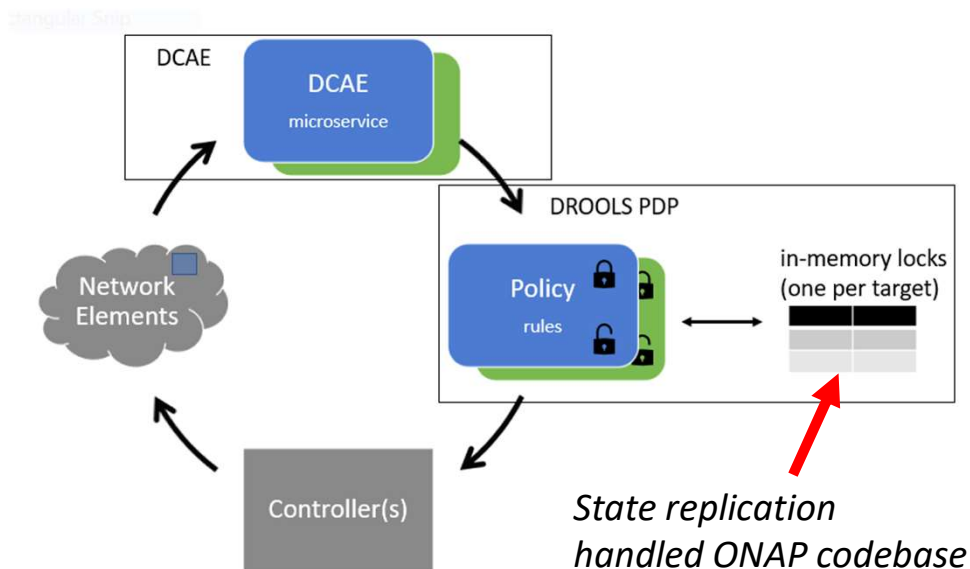 DCAE
DCAE
microservice
DROOLS PDP
Network
Elements
Policy
rules
in-memory locks
(one per target)
Controller(s)
State replication
handled ONAP codebase